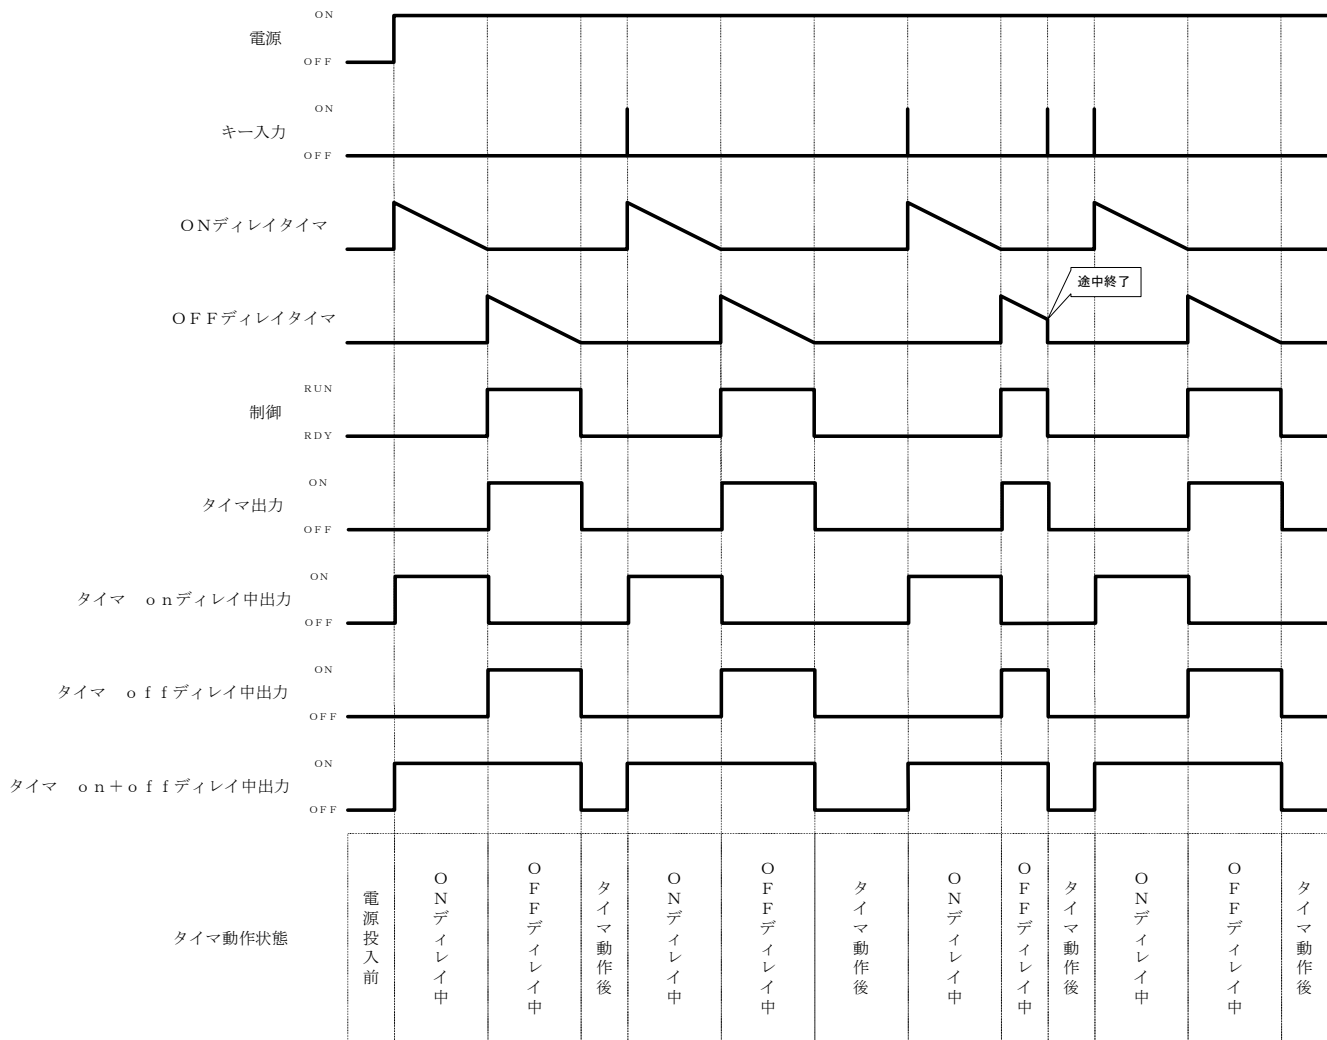 ON
電源
OFF
ON
キー入力
OFF
ONディレイタイマ
途中終了
OFFディレイタイマ
RUN
制御
RDY
ON
タイマ出力
OFF
ON
タイマ　onディレイ中出力
OFF
ON
タイマ　offディレイ中出力
OFF
ON
タイマ　on+offディレイ中出力
OFF
タイマ動作状態
電源投入前
ONディレイ中
OFFディレイ中
タイマ動作後
ONディレイ中
OFFディレイ中
タイマ動作後
ONディレイ中
OFFディレイ中
タイマ動作後
ONディレイ中
OFFディレイ中
タイマ動作後